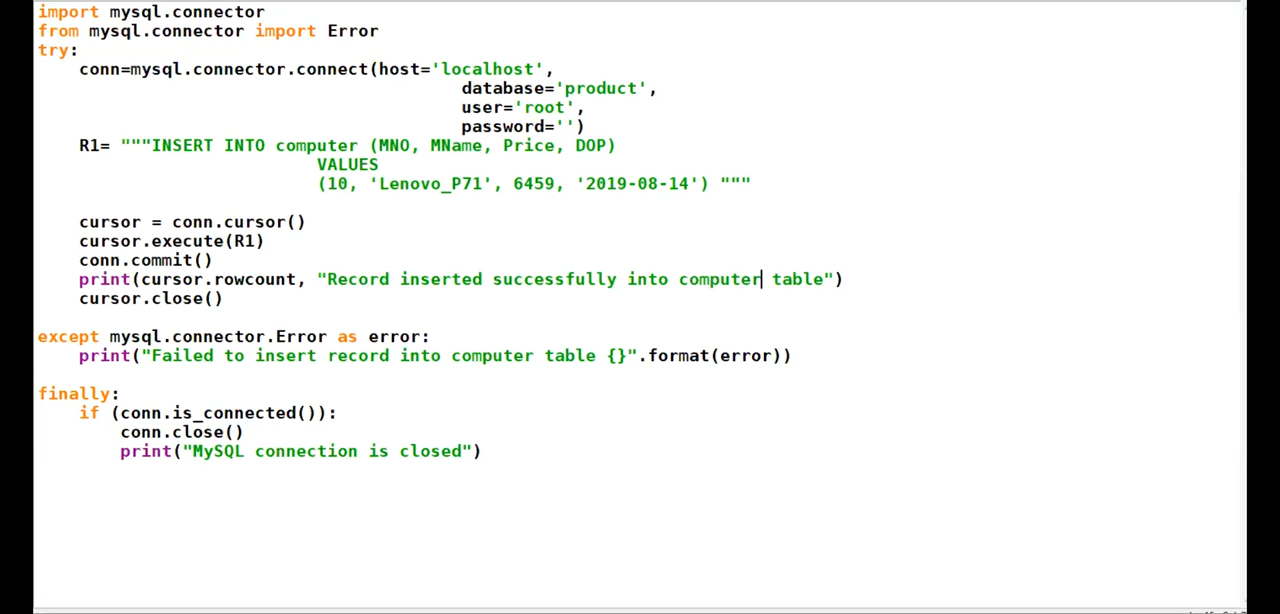 import mysql.connector
from mysql.connector import Error
try:
    conn=mysql.connector.connect(host='localhost',
                                         database='product',
                                         user='root',
                                         password='')
    R1= """INSERT INTO computer (MNO, MName, Price, DOP)
                           VALUES
                           (10, 'Lenovo_P71', 6459, '2019-08-14') """

    cursor = conn.cursor()
    cursor.execute(R1)
    conn.commit()
    print(cursor.rowcount, "Record inserted successfully into computer table")
    cursor.close()

except mysql.connector.Error as error:
    print("Failed to insert record into computer table {}".format(error))

finally:
    if (conn.is_connected()):
        conn.close()
        print("MySQL connection is closed")